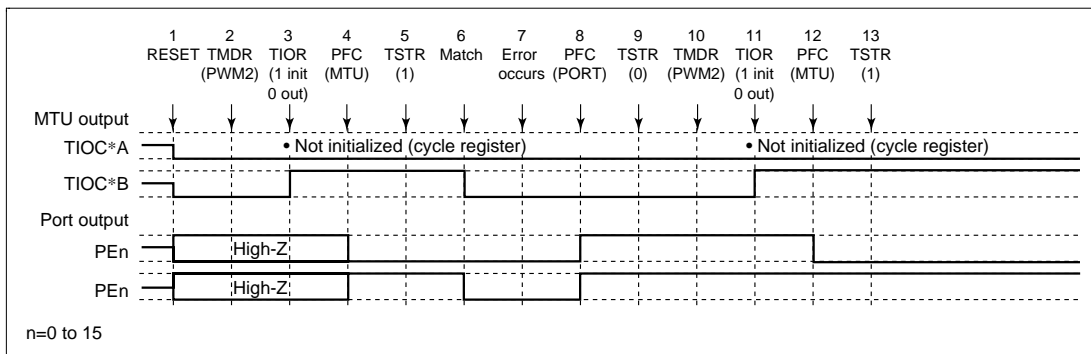 1 2 3 4 5 6 7 8 9 10 11 12 13
RESET TMDR TIOR PFC TSTR Match Error PFC TSTR TMDR TIOR PFC TSTR
(PWM2) (1 init (MTU) (1) occurs (PORT) (0) (PWM2) (1 init (MTU) (1)
0 out) 0 out)
MTU output
TIOC*A • Not initialized (cycle register) • Not initialized (cycle register)
TIOC*B
Port output
PEn High-Z
PEn High-Z
n=0 to 15